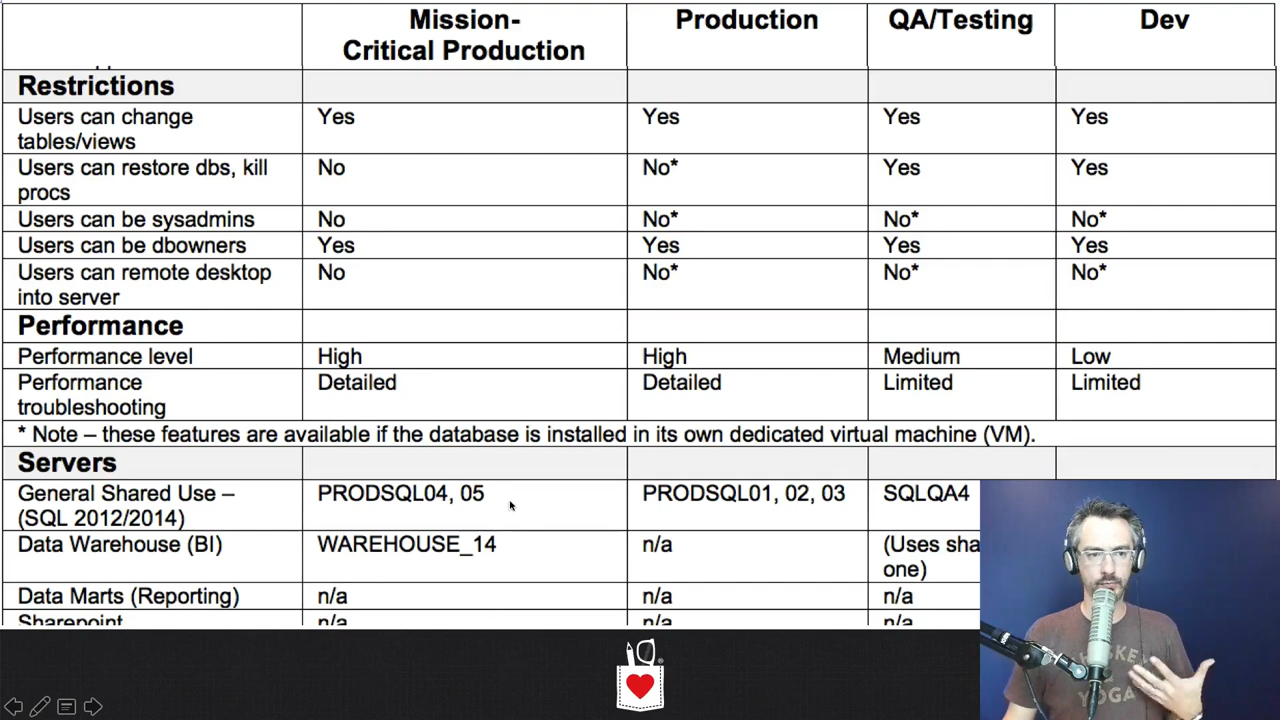 Mission-
Critical Production
Production
QA/Testing
Dev
Restrictions
Users can change
tables/views
Yes
Yes
Yes
Yes
Users can restore dbs, kill
procs
No
No*
Yes
Yes
Users can be sysadmins
No
No*
No*
No*
Users can be dbowners
Yes
Yes
Yes
Yes
Users can remote desktop
into server
No
No*
No*
No*
Performance
Performance level
High
High
Medium
Low
Performance
troubleshooting
Detailed
Detailed
Limited
Limited
* Note – these features are available if the database is installed in its own dedicated virtual machine (VM).
Servers
General Shared Use –
(SQL 2012/2014)
PRODSQL04, 05
PRODSQL01, 02, 03
SQLQA4
Data Warehouse (BI)
WAREHOUSE_14
n/a
(Uses sha
one)
Data Marts (Reporting)
n/a
n/a
n/a
Sharepoint
n/a
n/a
n/a
YOGA